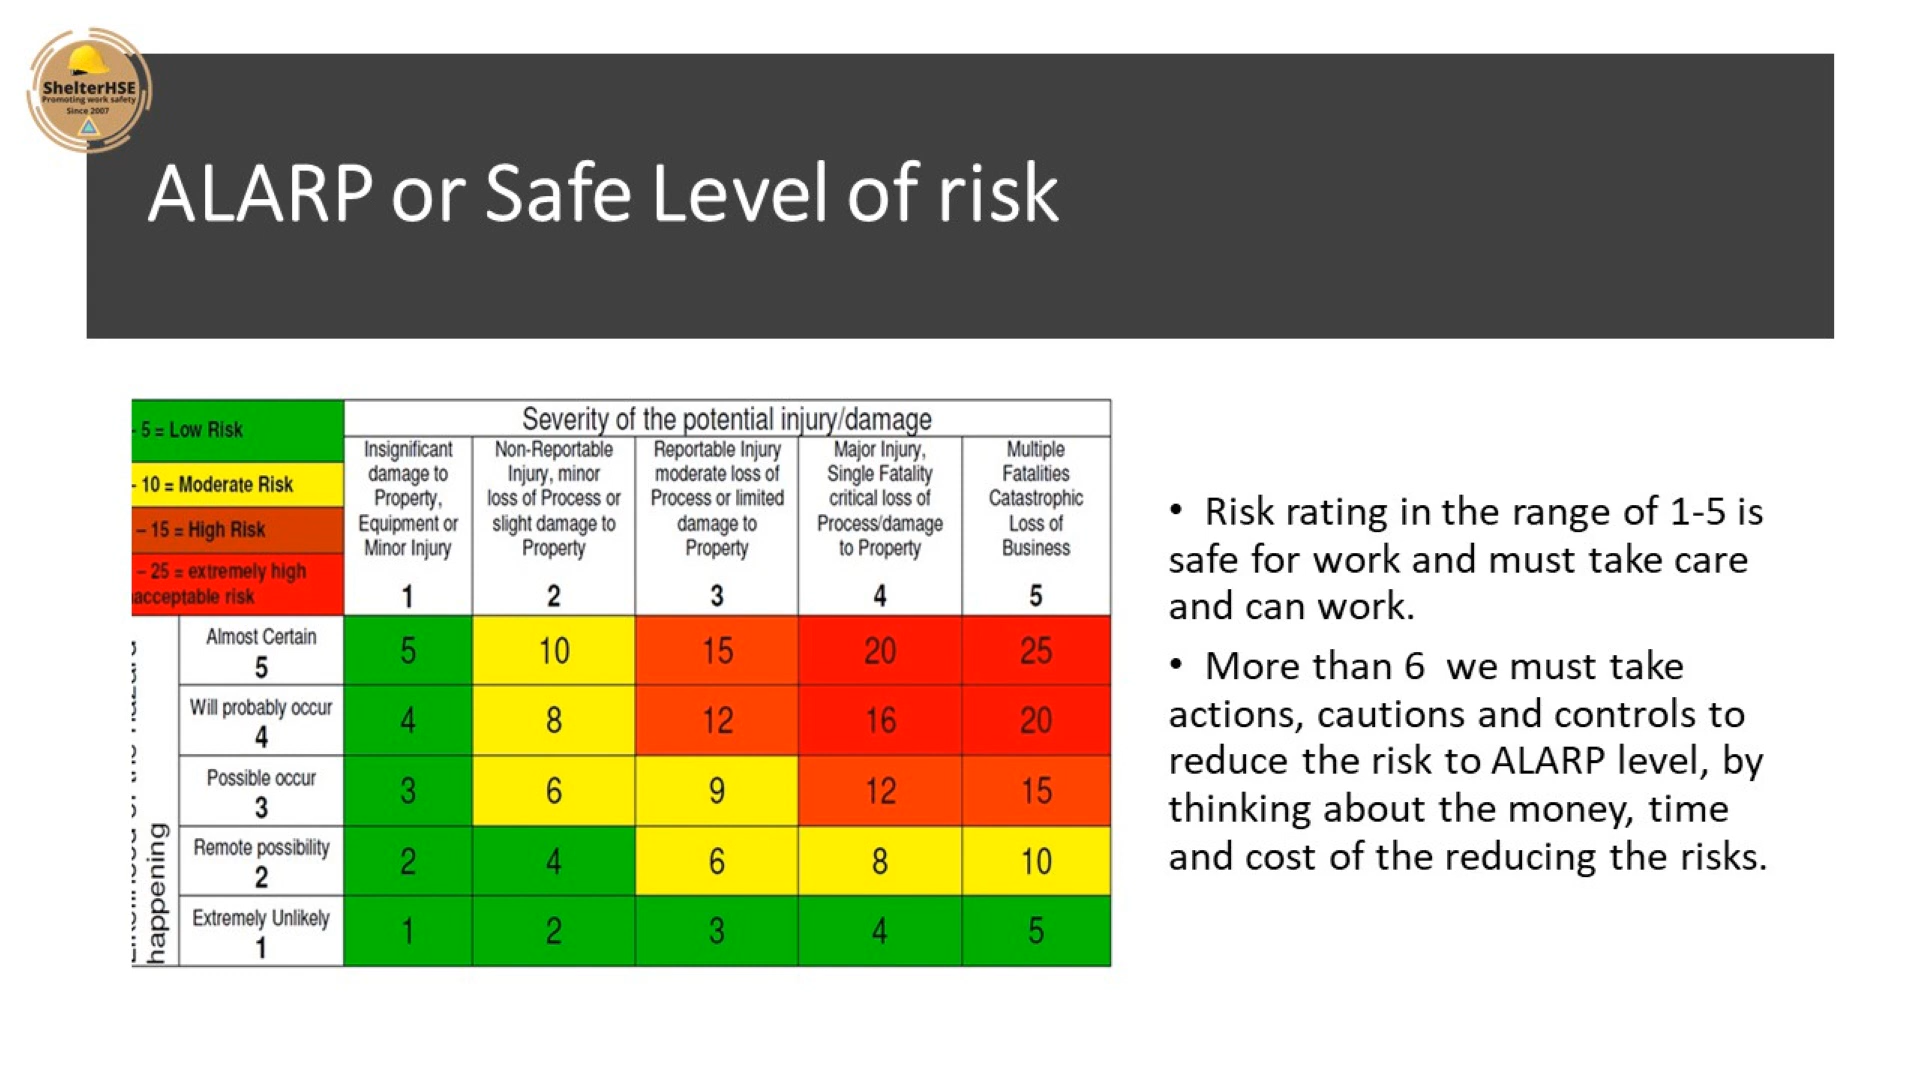 ShelterHSE
Promoting work safety
Since 2007
ALARP or Safe Level of risk
- 5 = Low Risk
- 10 = Moderate Risk
– 15 = High Risk
– 25 = extremely high
acceptable risk
Severity of the potential injury/damage
Insignificant
damage to
Property,
Equipment or
Minor Injury
1
Non-Reportable
Injury, minor
loss of Process or
slight damage to
Property
2
Reportable Injury
moderate loss of
Process or limited
damage to
Property
3
Major Injury,
Single Fatality
critical loss of
Process/damage
to Property
4
Multiple
Fatalities
Catastrophic
Loss of
Business
5
happening
Almost Certain
5
5 10 15 20 25
Will probably occur
4
4 8 12 16 20
Possible occur
3
3 6 9 12 15
Remote possibility
2
2 4 6 8 10
Extremely Unlikely
1
1 2 3 4 5
• Risk rating in the range of 1-5 is
safe for work and must take care
and can work.
• More than 6 we must take
actions, cautions and controls to
reduce the risk to ALARP level, by
thinking about the money, time
and cost of the reducing the risks.